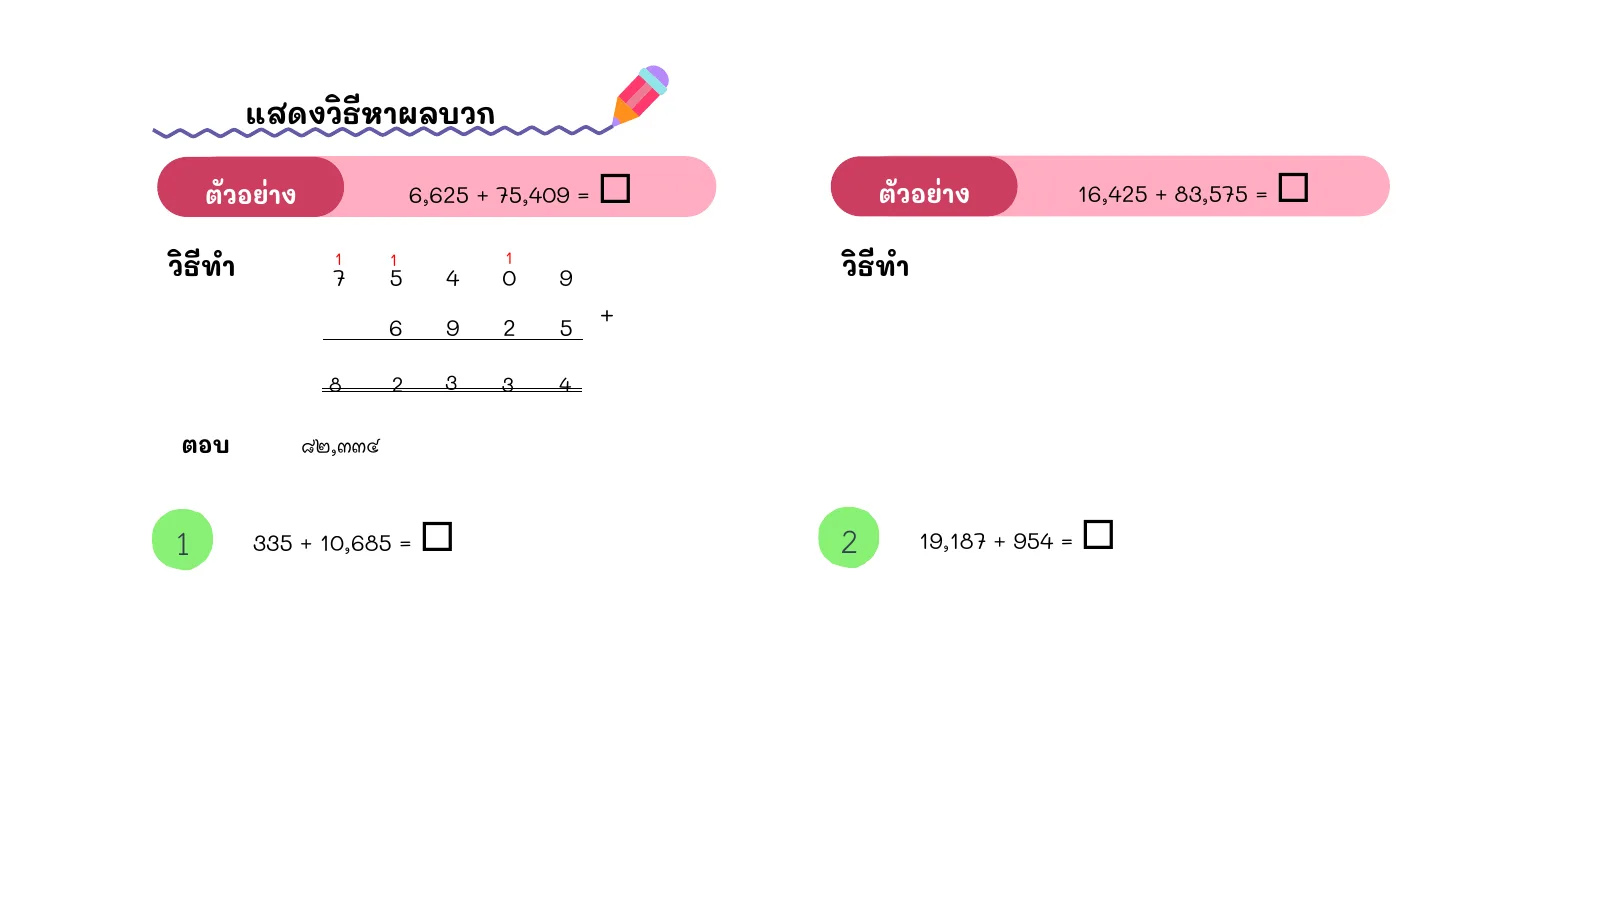 แสดงวิธีหาผลบวก
ตัวอย่าง 6,625 + 75,409 = □
วิธีทำ
1 1 1
7 5 4 0 9
+
6 9 2 5
8 2 3 3 4
ตอบ ๘๒,๓๓๔
1 335 + 10,685 = □
ตัวอย่าง 16,425 + 83,575 = □
วิธีทำ
2 19,187 + 954 = □